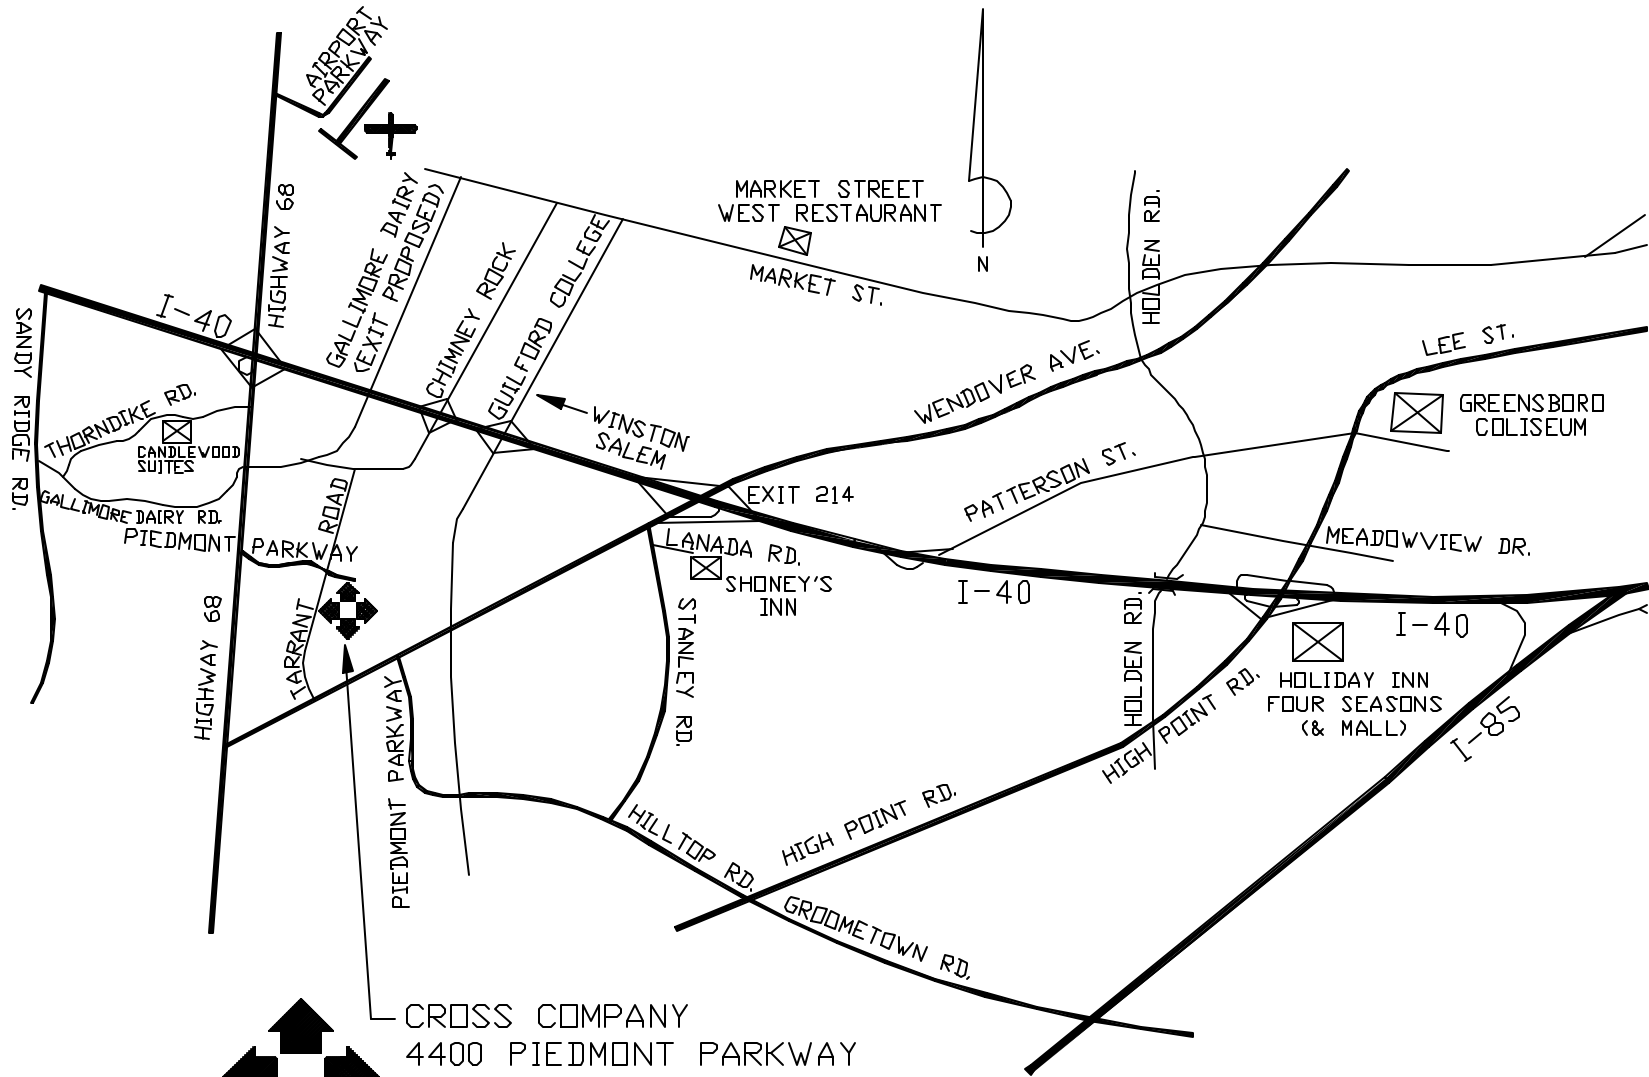 AIRPORT
PARKWAY
HIGHWAY 68
GALLIMORE DAIRY
(EXIT PROPOSED)
CHIMNEY ROCK
GUILFORD COLLEGE
MARKET STREET
WEST RESTAURANT
MARKET ST.
N
HOLDEN RD.
I-40
SANDY RIDGE RD.
THORNDIKE RD.
CANDLEWOOD
SUITES
GALLIMORE DAIRY RD.
PIEDMONT PARKWAY
TARRANT ROAD
WINSTON
SALEM
WENDOVER AVE.
LEE ST.
GREENSBORO
COLISEUM
EXIT 214
PATTERSON ST.
MEADOWVIEW DR.
LANADA RD.
SHONEY'S
INN
STANLEY RD.
I-40
I-40
HOLDEN RD.
HOLIDAY INN
FOUR SEASONS
(& MALL)
HIGH POINT RD.
I-85
HIGHWAY 68
PIEDMONT PARKWAY
HIGH POINT RD.
HILLTOP RD.
GROOMETOWN RD.
CROSS COMPANY
4400 PIEDMONT PARKWAY